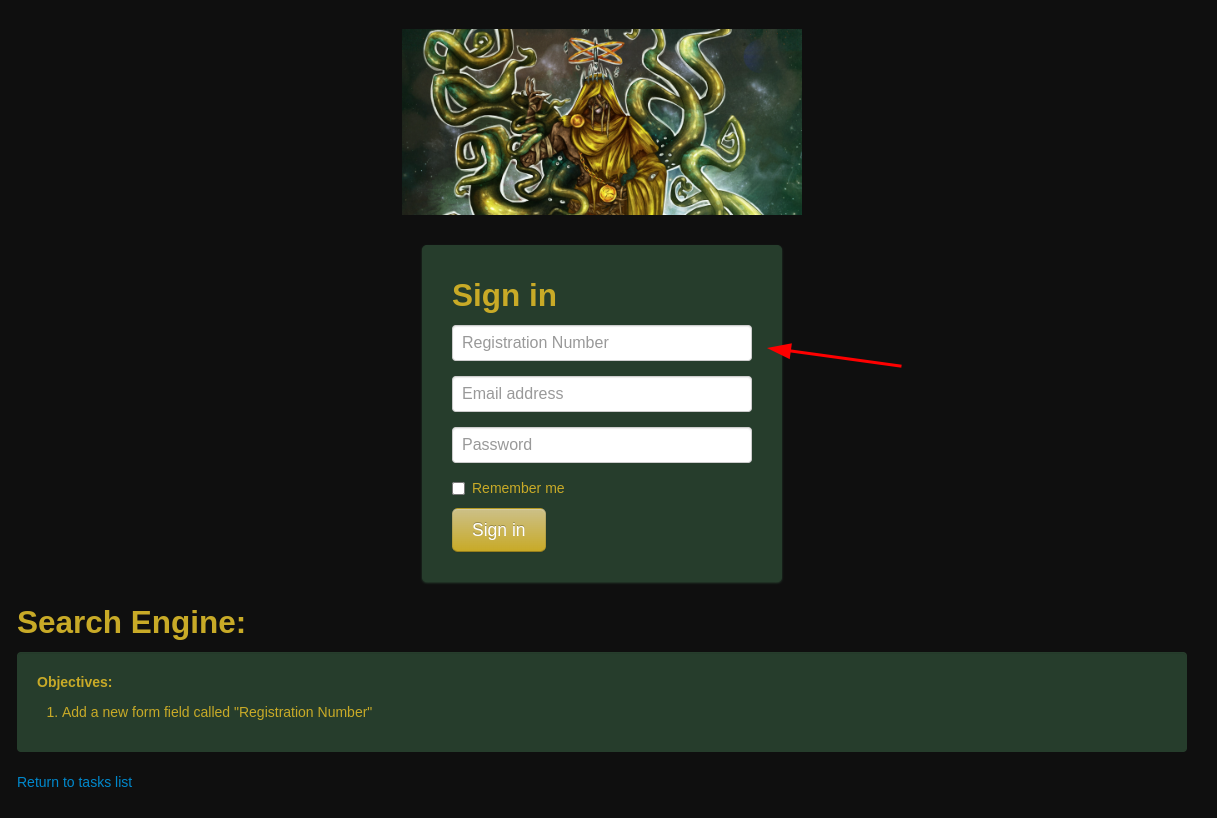 Sign in
Registration Number
Email address
Password
Remember me
Sign in
Search Engine:
Objectives:
1. Add a new form field called "Registration Number"
Return to tasks list